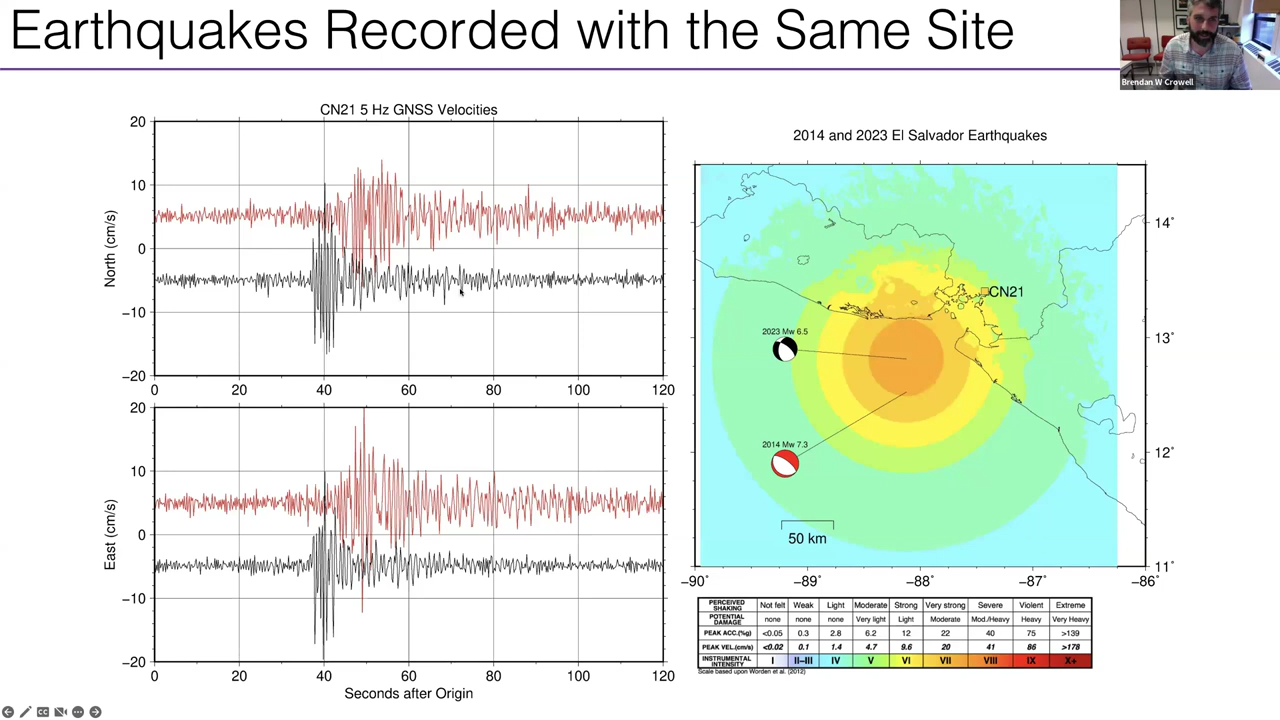 Earthquakes Recorded with the Same Site
Brendan W Crowell
CN21 5 Hz GNSS Velocities
20
10
0
−10
−20
North (cm/s)
0 20 40 60 80 100 120
20
10
0
−10
−20
East (cm/s)
0 20 40 60 80 100 120
Seconds after Origin
2014 and 2023 El Salvador Earthquakes
CN21
2023 Mw 6.5
2014 Mw 7.3
50 km
14°
13°
12°
11°
−90° −89° −88° −87° −86°
PERCEIVED SHAKING Not felt Weak Light Moderate Strong Very strong Severe Violent Extreme
POTENTIAL DAMAGE none none none Very light Light Moderate Mod./Heavy Heavy Very Heavy
PEAK ACC.(%g) <0.05 0.3 2.8 6.2 12 22 40 75 >139
PEAK VEL.(cm/s) <0.02 0.1 1.4 4.7 9.6 20 41 86 >178
INSTRUMENTAL INTENSITY I II–III IV V VI VII VIII IX X+
Scale based upon Worden et al. (2012)